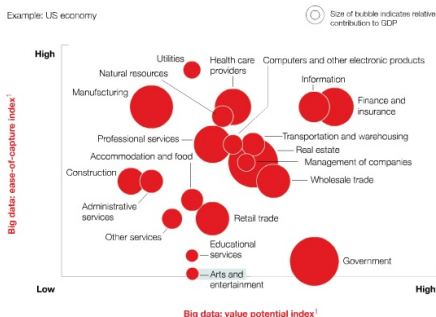 Example: US economy
Size of bubble indicates relative
contribution to GDP
High
Utilities
Health care
providers
Computers and other electronic products
Natural resources
Information
Manufacturing
Finance and
insurance
Professional services
Transportation and warehousing
Real estate
Accommodation and food
Management of companies
Construction
Wholesale trade
Administrative
services
Retail trade
Other services
Educational
services
Government
Arts and
entertainment
Low
High
Big data: ease-of-capture index1
Big data: value potential index1